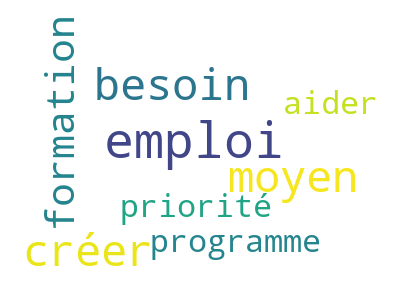 formation
besoin
aider
emploi
moyen
priorité
programme
créer